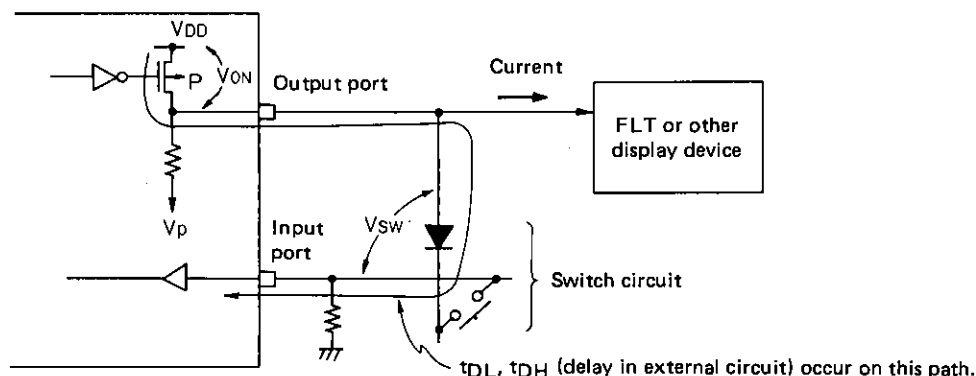 VDD
VON
P
Output port
Current
FLT or other
display device
Vp
Input
port
VSW
Switch circuit
tDL, tDH (delay in external circuit) occur on this path.